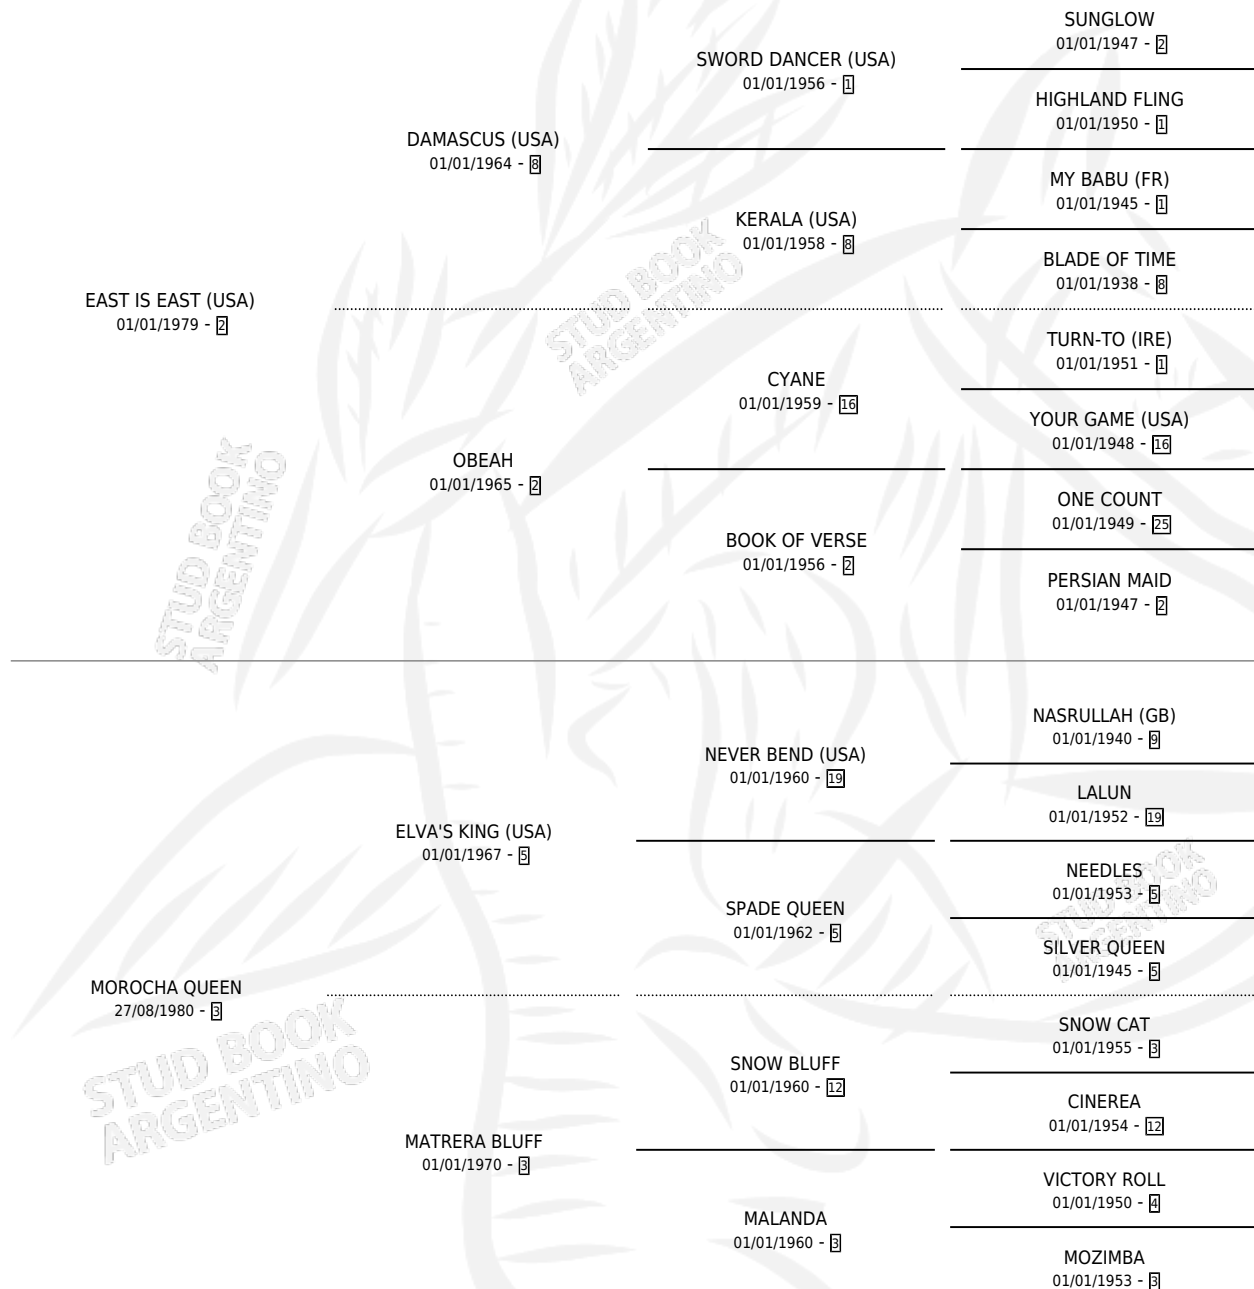 SUNGLOW
01/01/1947 - 2
SWORD DANCER (USA)
01/01/1956 - 1
HIGHLAND FLING
01/01/1950 - 1
DAMASCUS (USA)
01/01/1964 - 8
MY BABU (FR)
01/01/1945 - 1
KERALA (USA)
01/01/1958 - 8
BLADE OF TIME
01/01/1938 - 8
EAST IS EAST (USA)
01/01/1979 - 2
TURN-TO (IRE)
01/01/1951 - 1
CYANE
01/01/1959 - 16
YOUR GAME (USA)
01/01/1948 - 16
OBEAH
01/01/1965 - 2
ONE COUNT
01/01/1949 - 25
BOOK OF VERSE
01/01/1956 - 2
PERSIAN MAID
01/01/1947 - 2
NASRULLAH (GB)
01/01/1940 - 9
NEVER BEND (USA)
01/01/1960 - 19
LALUN
01/01/1952 - 19
ELVA'S KING (USA)
01/01/1967 - 5
NEEDLES
01/01/1953 - 5
SPADE QUEEN
01/01/1962 - 5
SILVER QUEEN
01/01/1945 - 5
MOROCHA QUEEN
27/08/1980 - 3
SNOW CAT
01/01/1955 - 3
SNOW BLUFF
01/01/1960 - 12
CINEREA
01/01/1954 - 12
MATRERA BLUFF
01/01/1970 - 3
VICTORY ROLL
01/01/1950 - 4
MALANDA
01/01/1960 - 3
MOZIMBA
01/01/1953 - 3
STUD BOOK
ARGENTINO
STUD BOOK
ARGENTINO
STUD BOOK
ARGENTINO
STUD BOOK
ARGENTINO